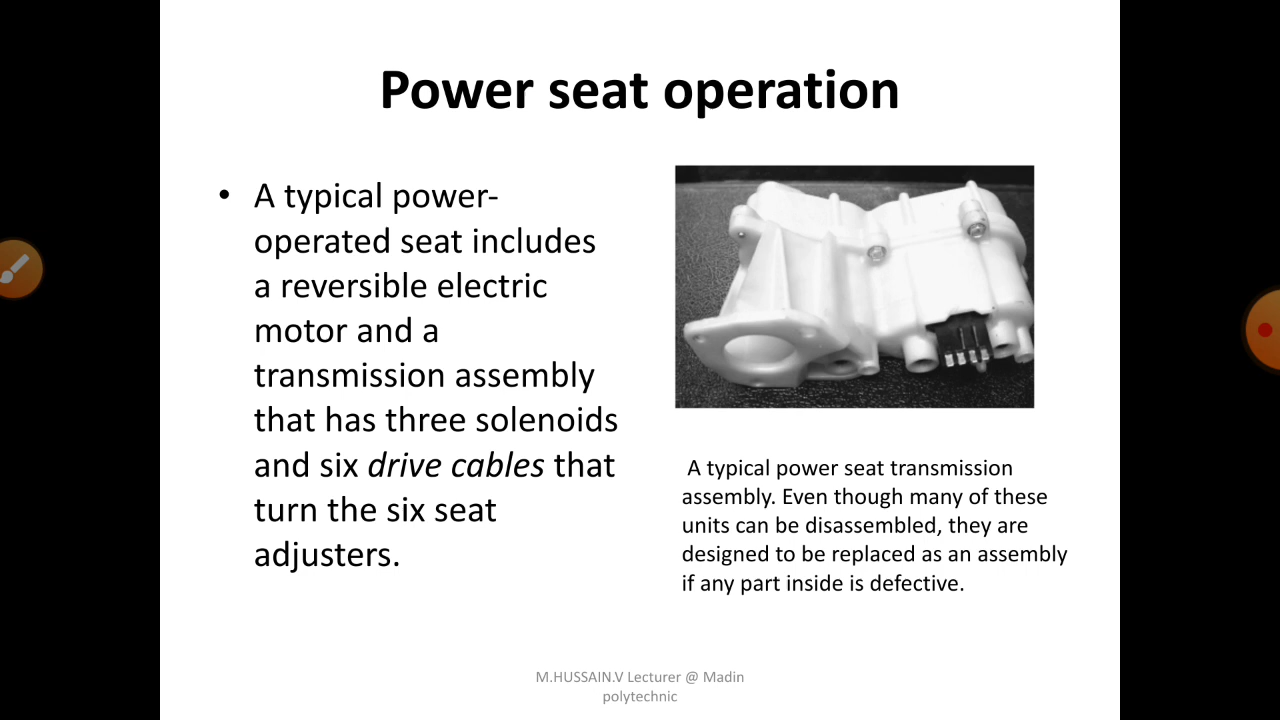 Power seat operation
• A typical power-
operated seat includes
a reversible electric
motor and a
transmission assembly
that has three solenoids
and six drive cables that
turn the six seat
adjusters.
A typical power seat transmission
assembly. Even though many of these
units can be disassembled, they are
designed to be replaced as an assembly
if any part inside is defective.
M.HUSSAIN.V Lecturer @ Madin
polytechnic